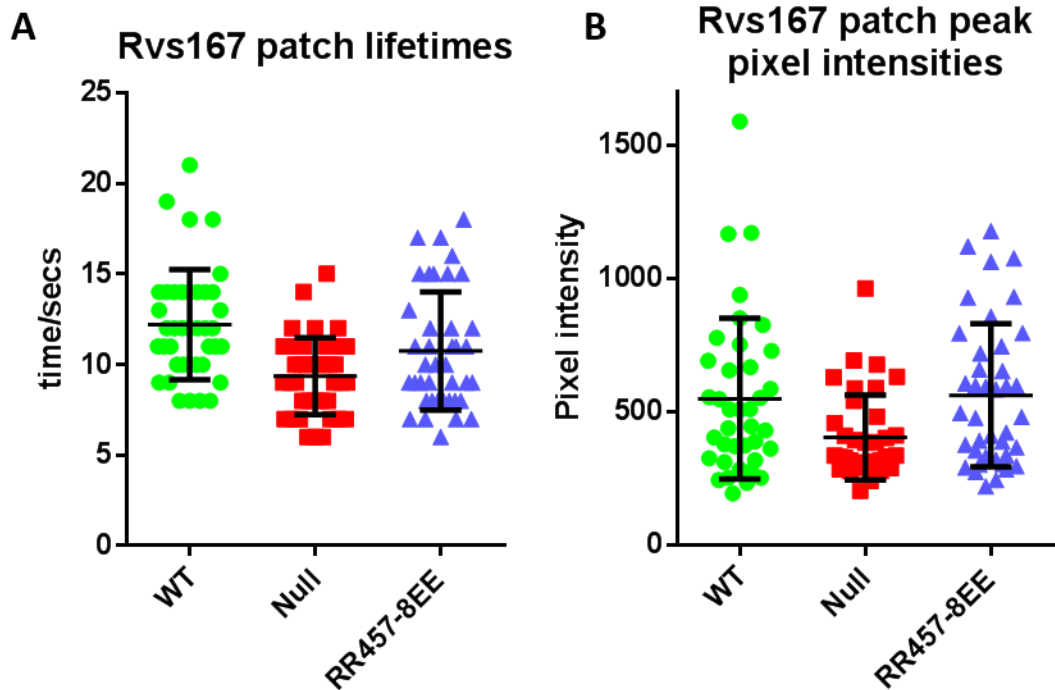 A
Rvs167 patch lifetimes
time/secs
25
20
15
10
5
0
WT
Null
RR457-8EE
B
Rvs167 patch peak
pixel intensities
Pixel intensity
1500
1000
500
0
WT
Null
RR457-8EE